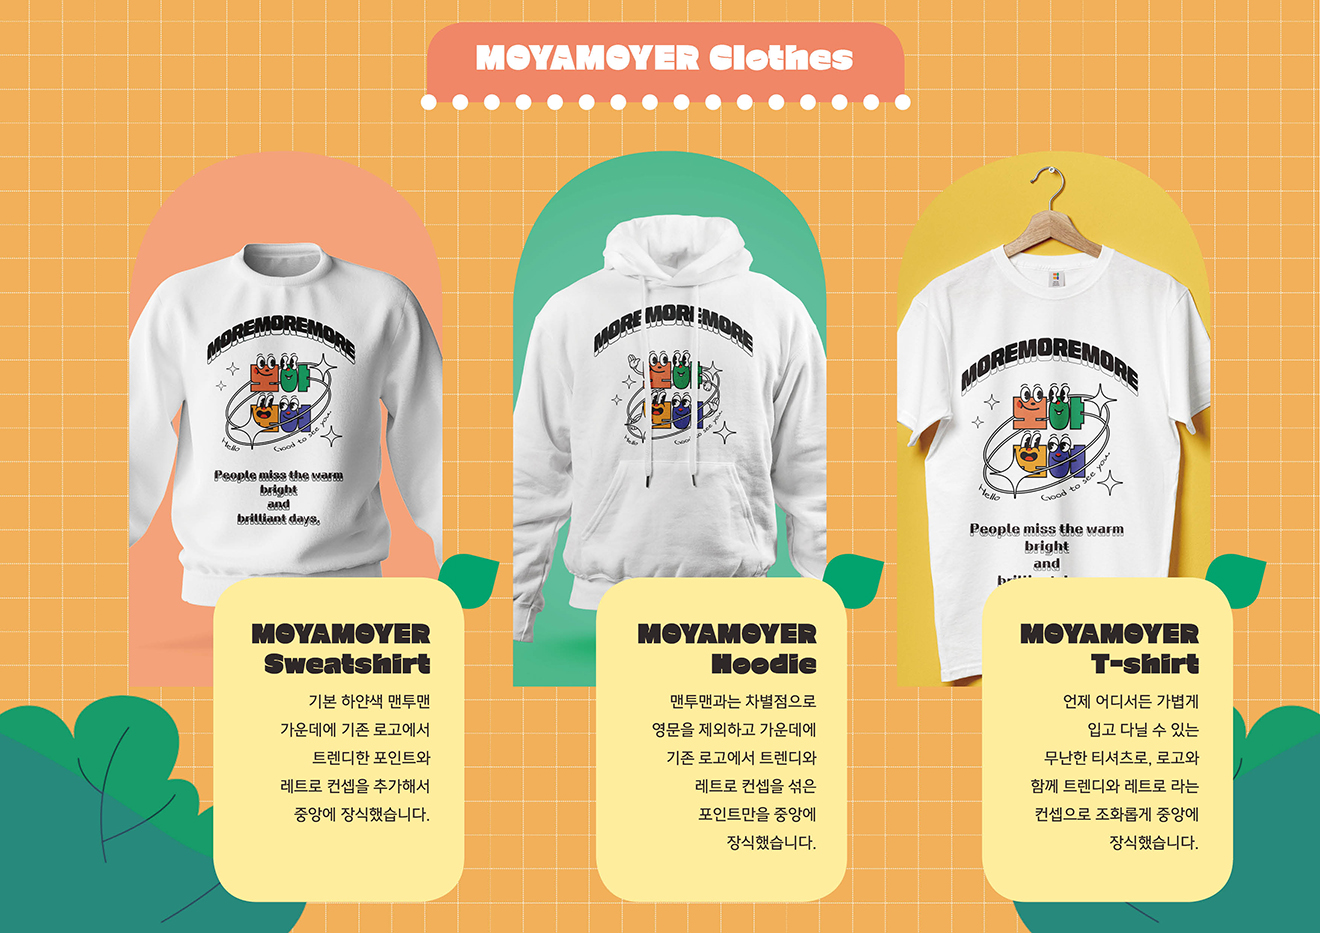 MOYAMOYER Clothes
MOREMOREMORE
모여
모여
Hello
Good to see you.
People miss the warm
bright
and
brilliant days,
MOREMOREMORE
Hello
Good to see you.
MOREMOREMORE
Hello
Good to see you.
People miss the warm
bright
and
MOYAMOYER
Sweatshirt
기본 하얀색 맨투맨
가운데에 기존 로고에서
트렌디한 포인트와
레트로 컨셉을 추가해서
중앙에 장식했습니다.
MOYAMOYER
Hoodie
맨투맨과는 차별점으로
영문을 제외하고 가운데에
기존 로고에서 트렌디와
레트로 컨셉을 섞은
포인트만을 중앙에
장식했습니다.
MOYAMOYER
T-shirt
언제 어디서든 가볍게
입고 다닐 수 있는
무난한 티셔츠로, 로고와
함께 트렌디와 레트로 라는
컨셉으로 조화롭게 중앙에
장식했습니다.